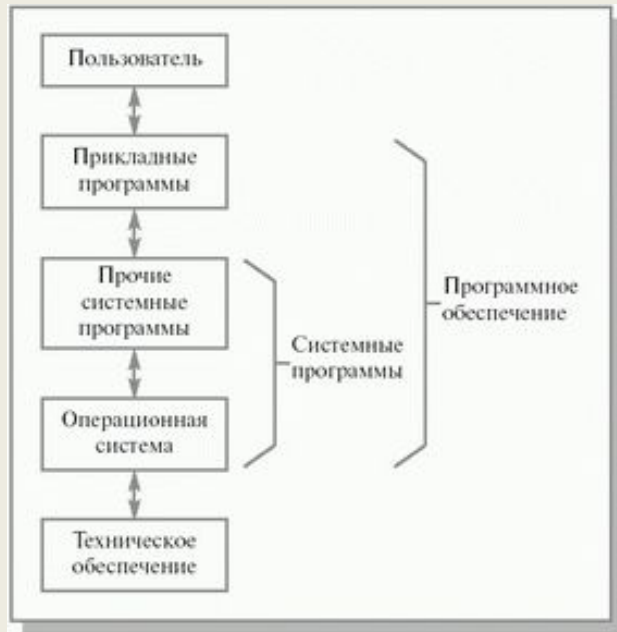 Пользователь
Прикладные
программы
Прочие
системные
программы
Операционная
система
Техническое
обеспечение
Системные
программы
Программное
обеспечение